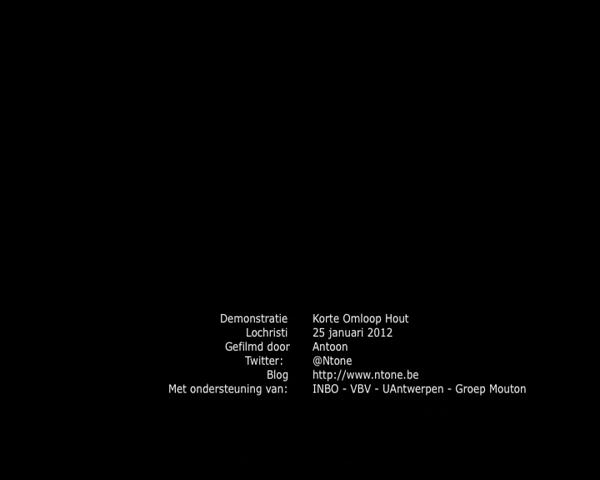 Demonstratie Korte Omloop Hout
Lochristi 25 januari 2012
Gefilmd door Antoon
Twitter: @Ntone
Blog http://www.ntone.be
Met ondersteuning van: INBO - VBV - UAntwerpen - Groep Mouton